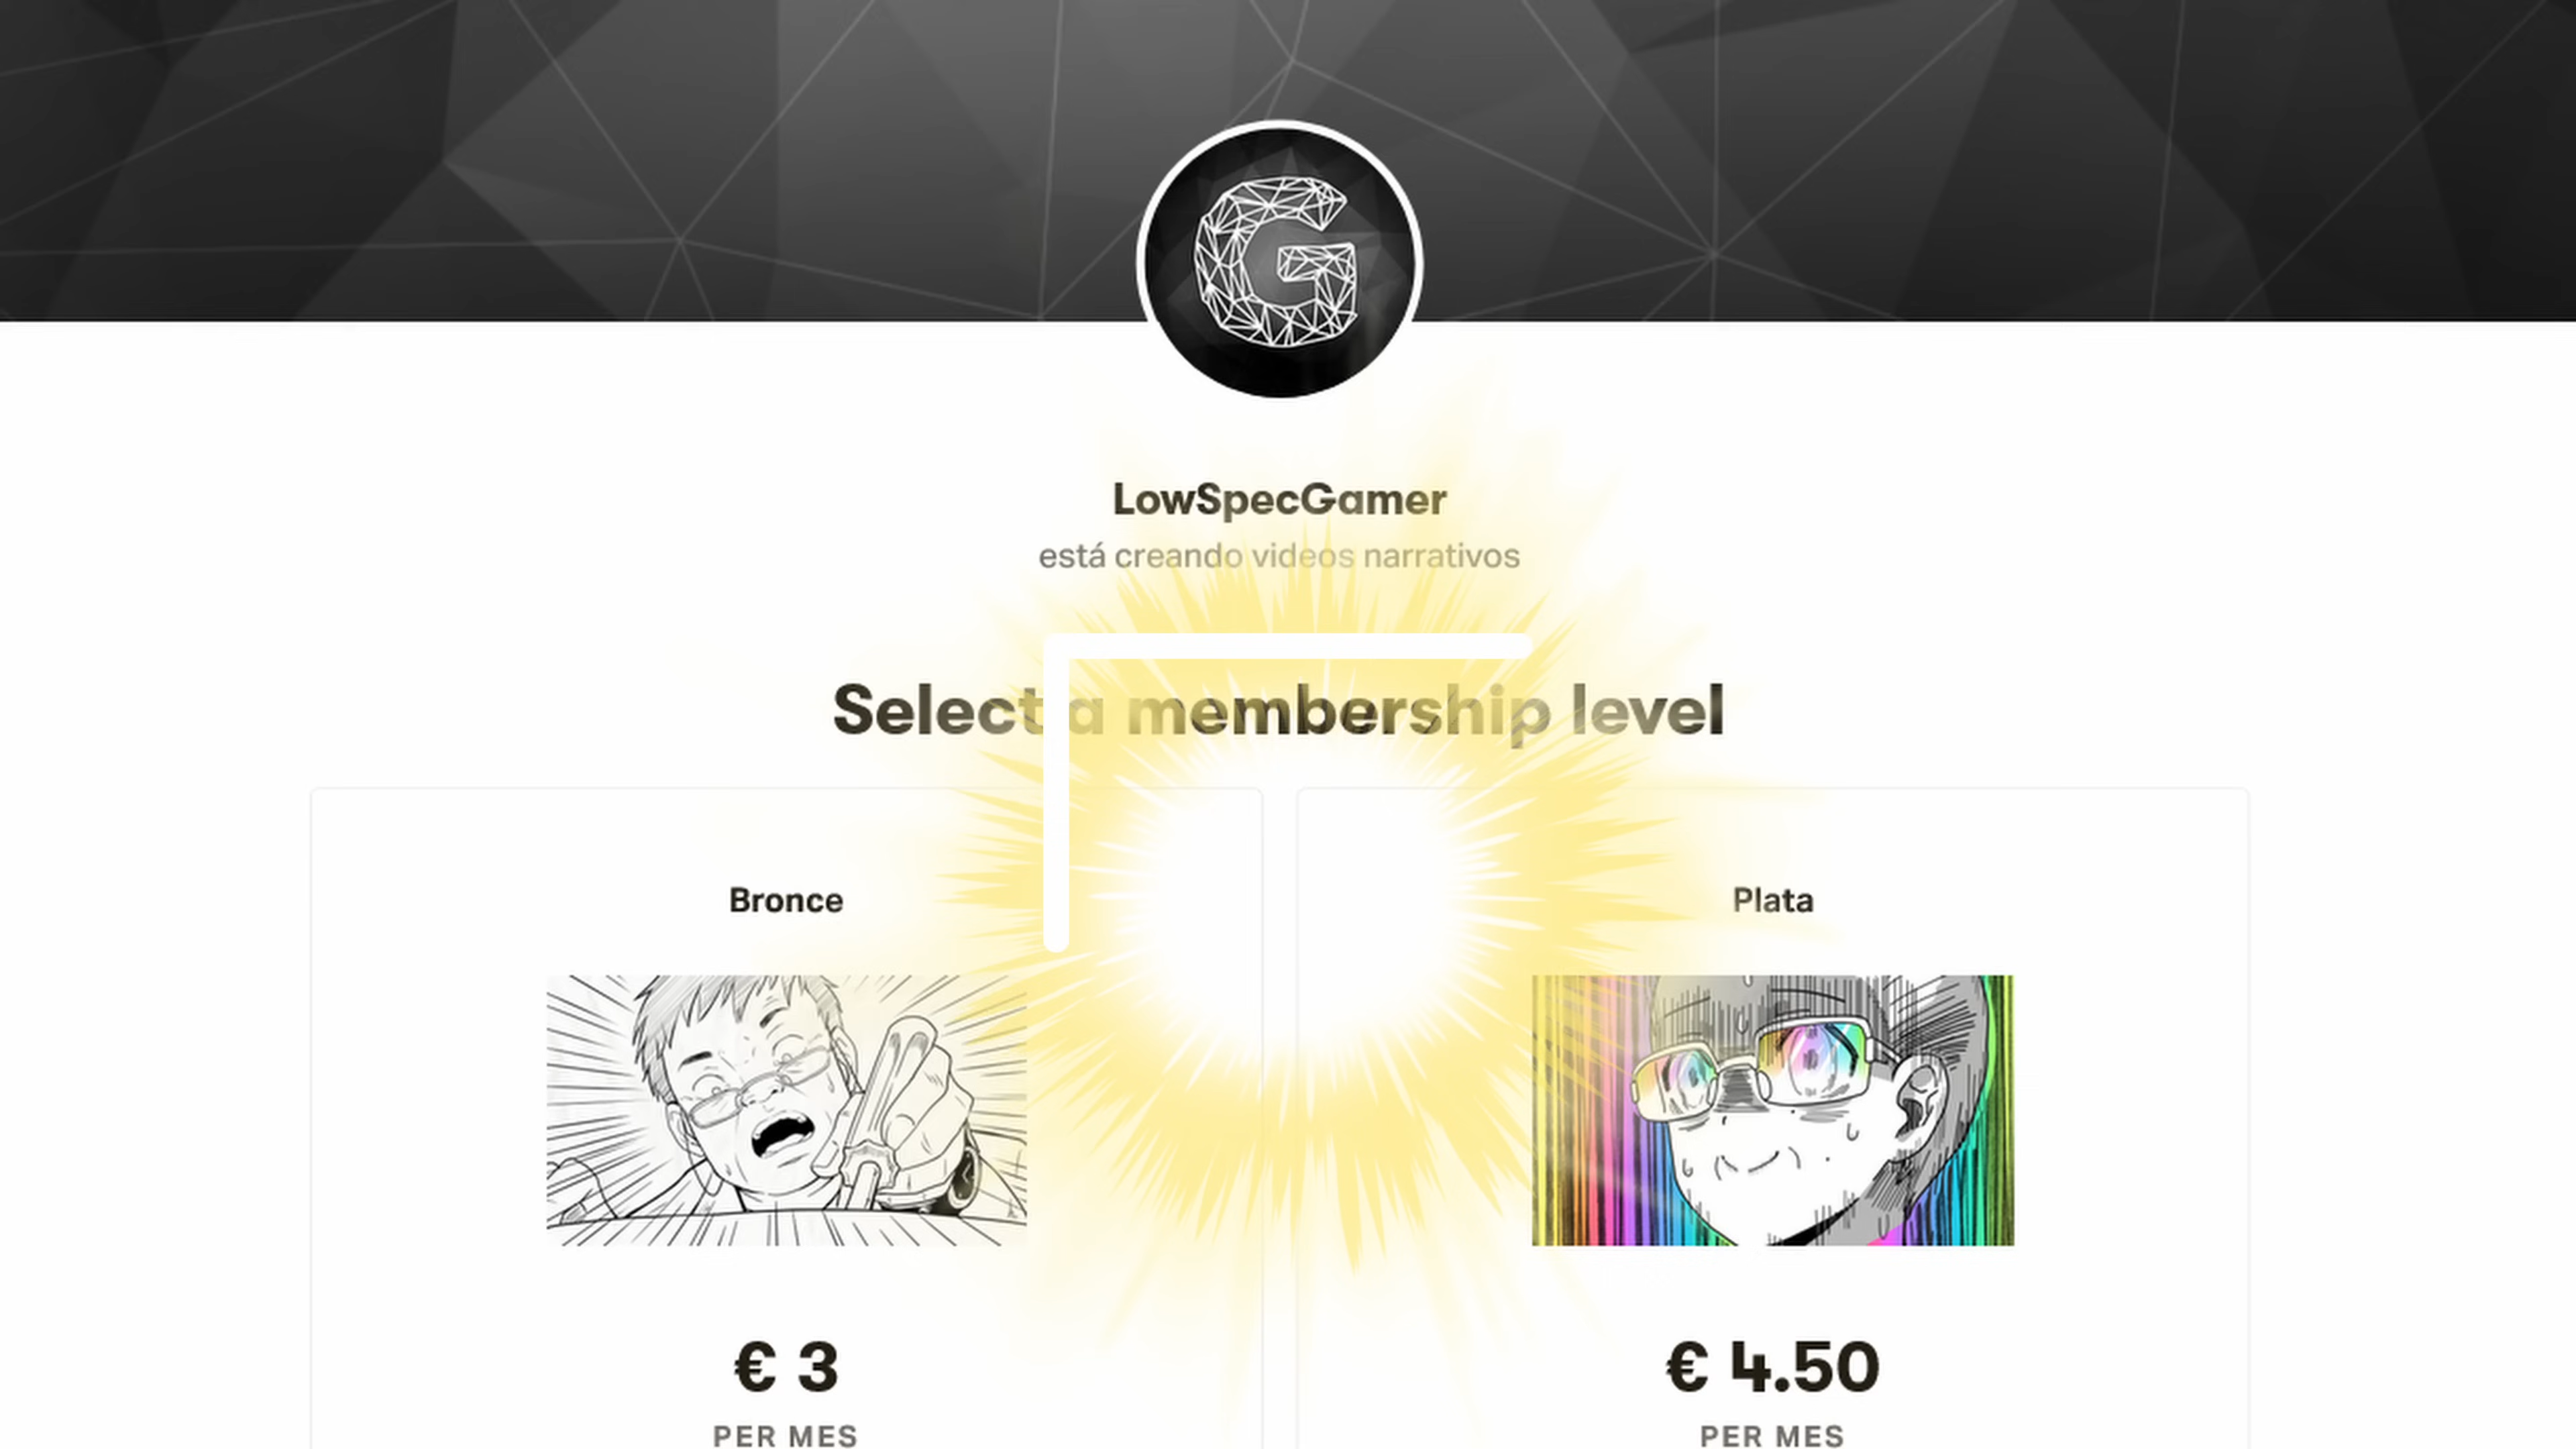 G
LowSpecGamer
está creando videos narrativos
Select a membership level
Bronce
Plata
€ 3
PER MES
€ 4.50
PER MES